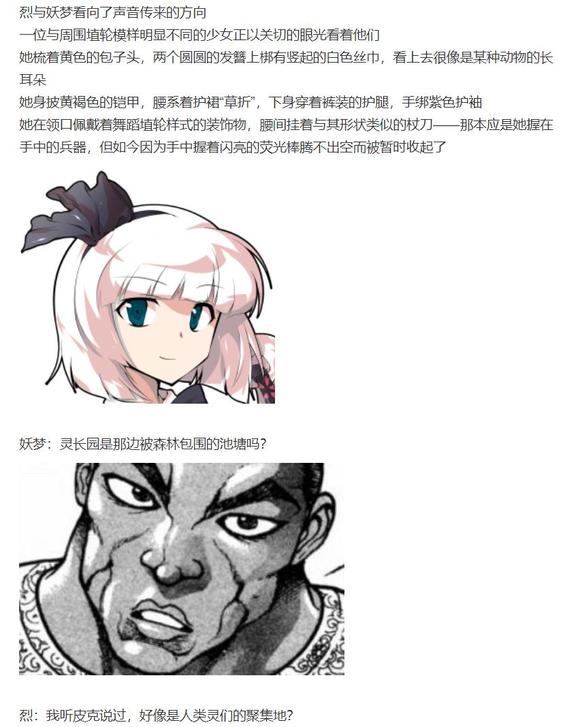 烈与妖梦看向了声音传来的方向
一位与周围埴轮模样明显不同的少女正以关切的眼光看着他们
她梳着黄色的包子头，两个圆圆的发簪上梆有竖起的白色丝巾，看上去很像是某种动物的长
耳朵
她身披黄褐色的铠甲，腰系着护裙“草折”，下身穿着裤装的护腿，手绑紫色护袖
她在领口佩戴着舞蹈埴轮样式的装饰物，腰间挂着与其形状类似的杖刀——那本应是她握在
手中的兵器，但如今因为手中握着闪亮的荧光棒腾不出空而被暂时收起了
妖梦：灵长园是那边被森林包围的池塘吗？
烈：我听皮克说过，好像是人类灵们的聚集地？